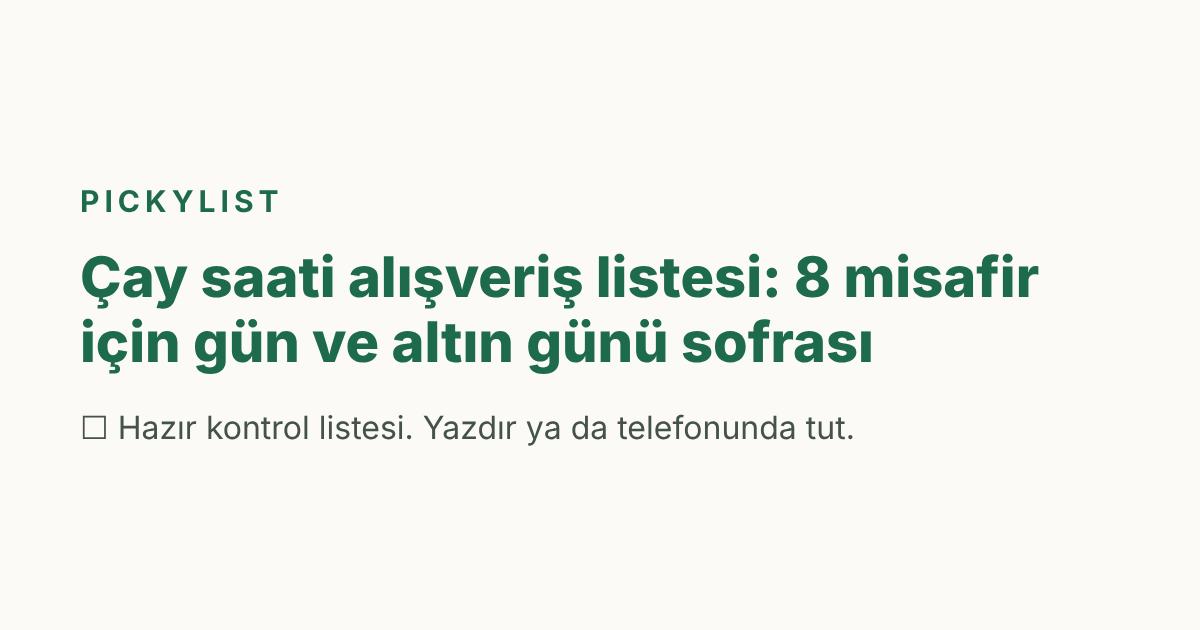 PICKYLIST
Çay saati alışveriş listesi: 8 misafir
için gün ve altın günü sofrası
☐ Hazır kontrol listesi. Yazdır ya da telefonunda tut.